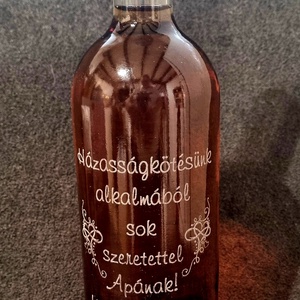 Házasságkötésünk
alkalmából
sok
szeretettel
Apának!